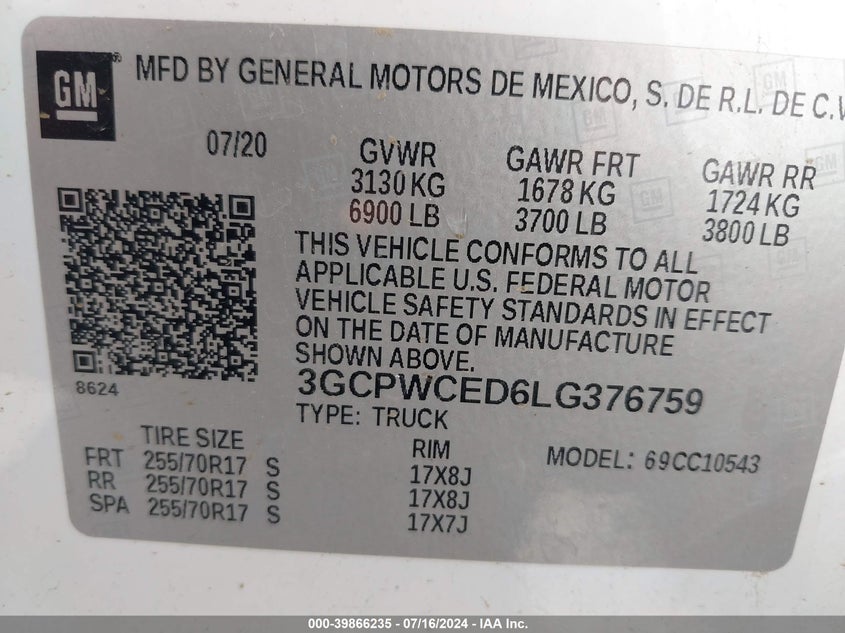 GM
MFD BY GENERAL MOTORS DE MEXICO, S. DE R.L. DE C.V
07/20
GVWR GAWR FRT GAWR RR
3130 KG 1678 KG 1724 KG
6900 LB 3700 LB 3800 LB
THIS VEHICLE CONFORMS TO ALL
APPLICABLE U.S. FEDERAL MOTOR
VEHICLE SAFETY STANDARDS IN EFFECT
ON THE DATE OF MANUFACTURE
SHOWN ABOVE.
8624
3GCPWCED6LG376759
TYPE: TRUCK
TIRE SIZE RIM MODEL: 69CC10543
FRT 255/70R17 S 17X8J
RR 255/70R17 S 17X8J
SPA 255/70R17 S 17X7J
000-39866235 - 07/16/2024 - IAA Inc.